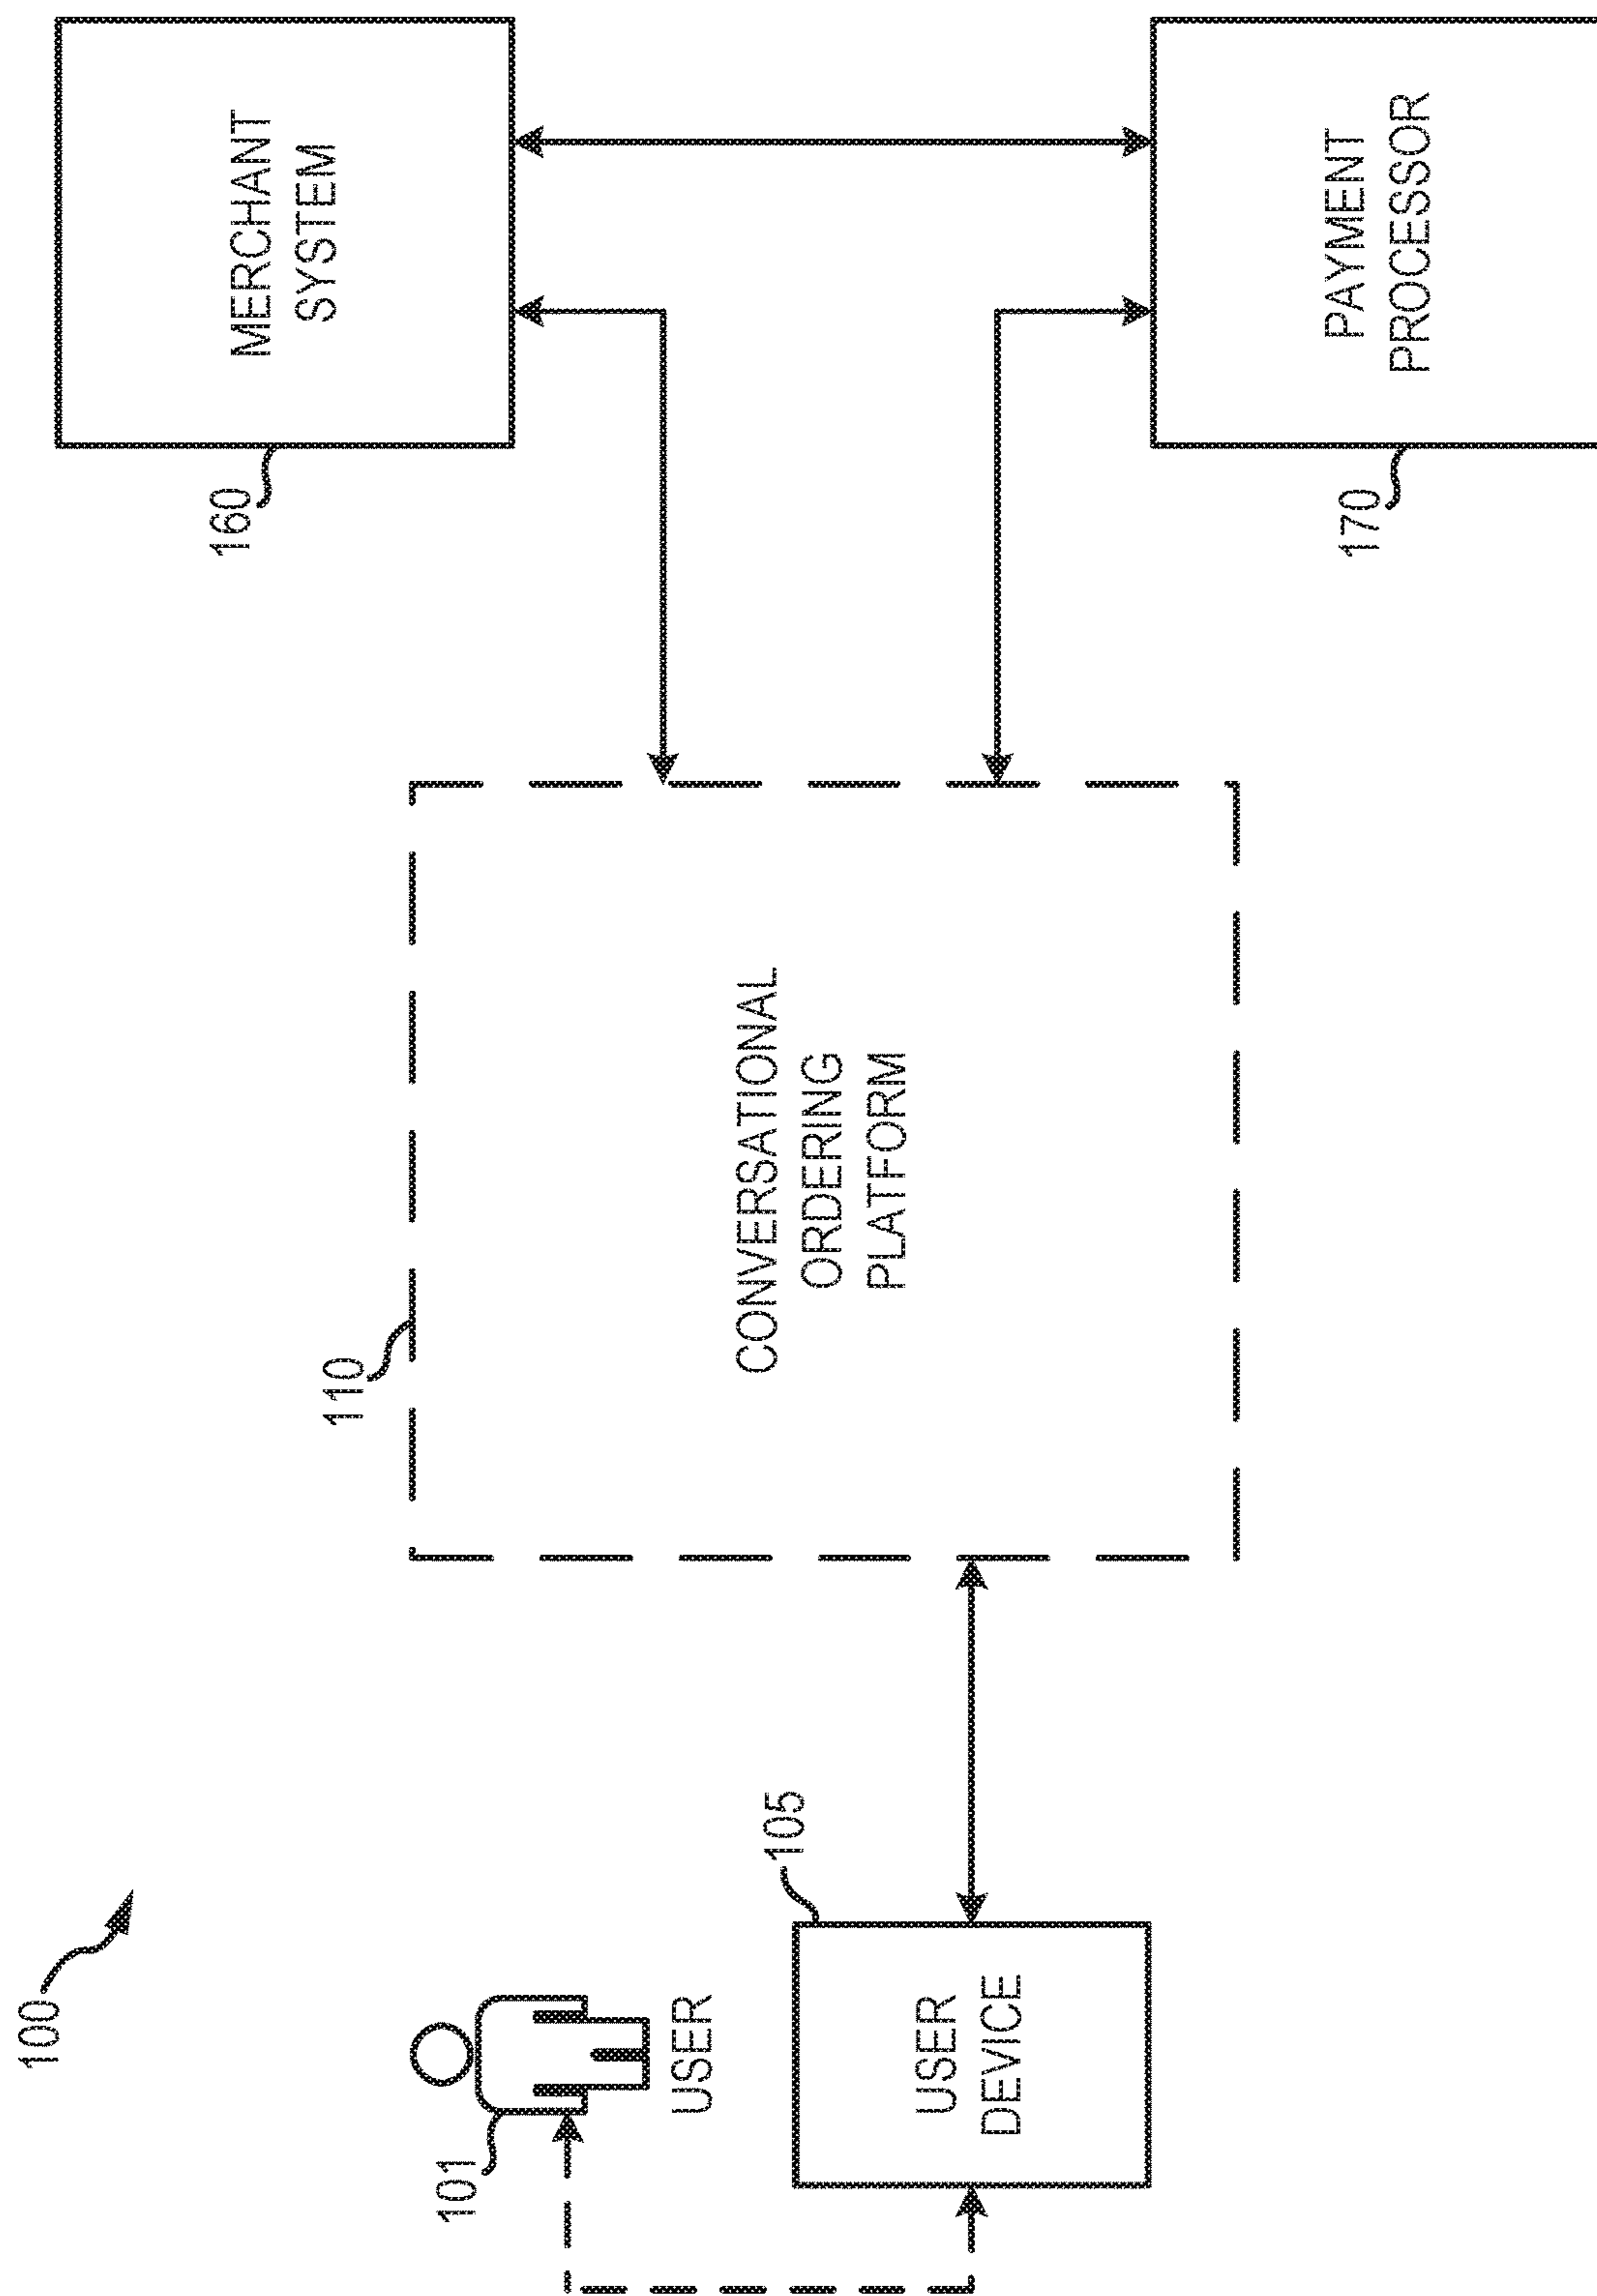 100
101
USER
105
USER
DEVICE
110
CONVERSATIONAL
ORDERING
PLATFORM
160
MERCHANT
SYSTEM
170
PAYMENT
PROCESSOR